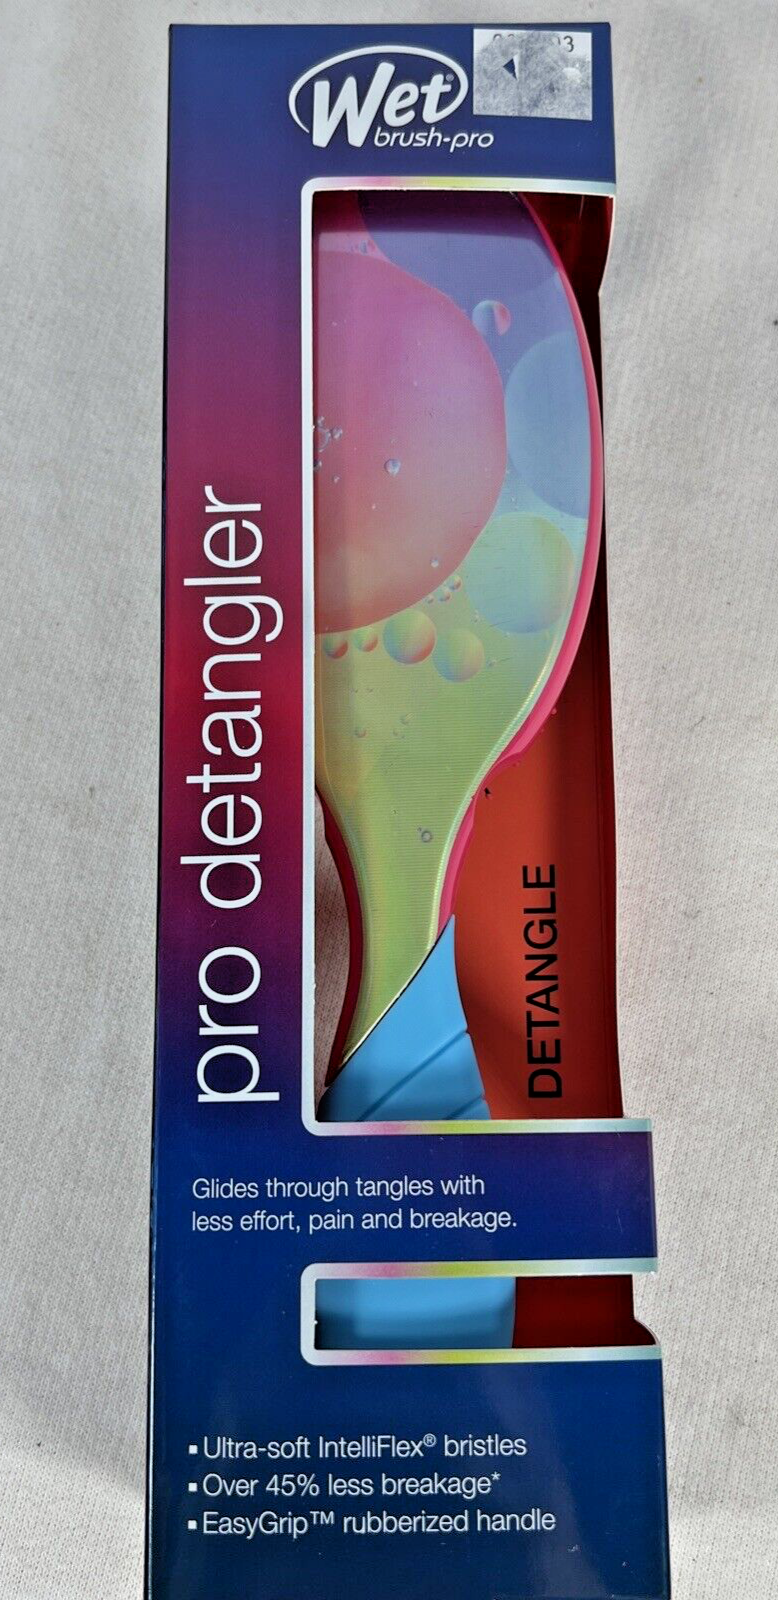 Wet®
brush-pro
pro detangler
DETANGLE
Glides through tangles with
less effort, pain and breakage.
▪ Ultra-soft IntelliFlex® bristles
▪ Over 45% less breakage*
▪ EasyGrip™ rubberized handle